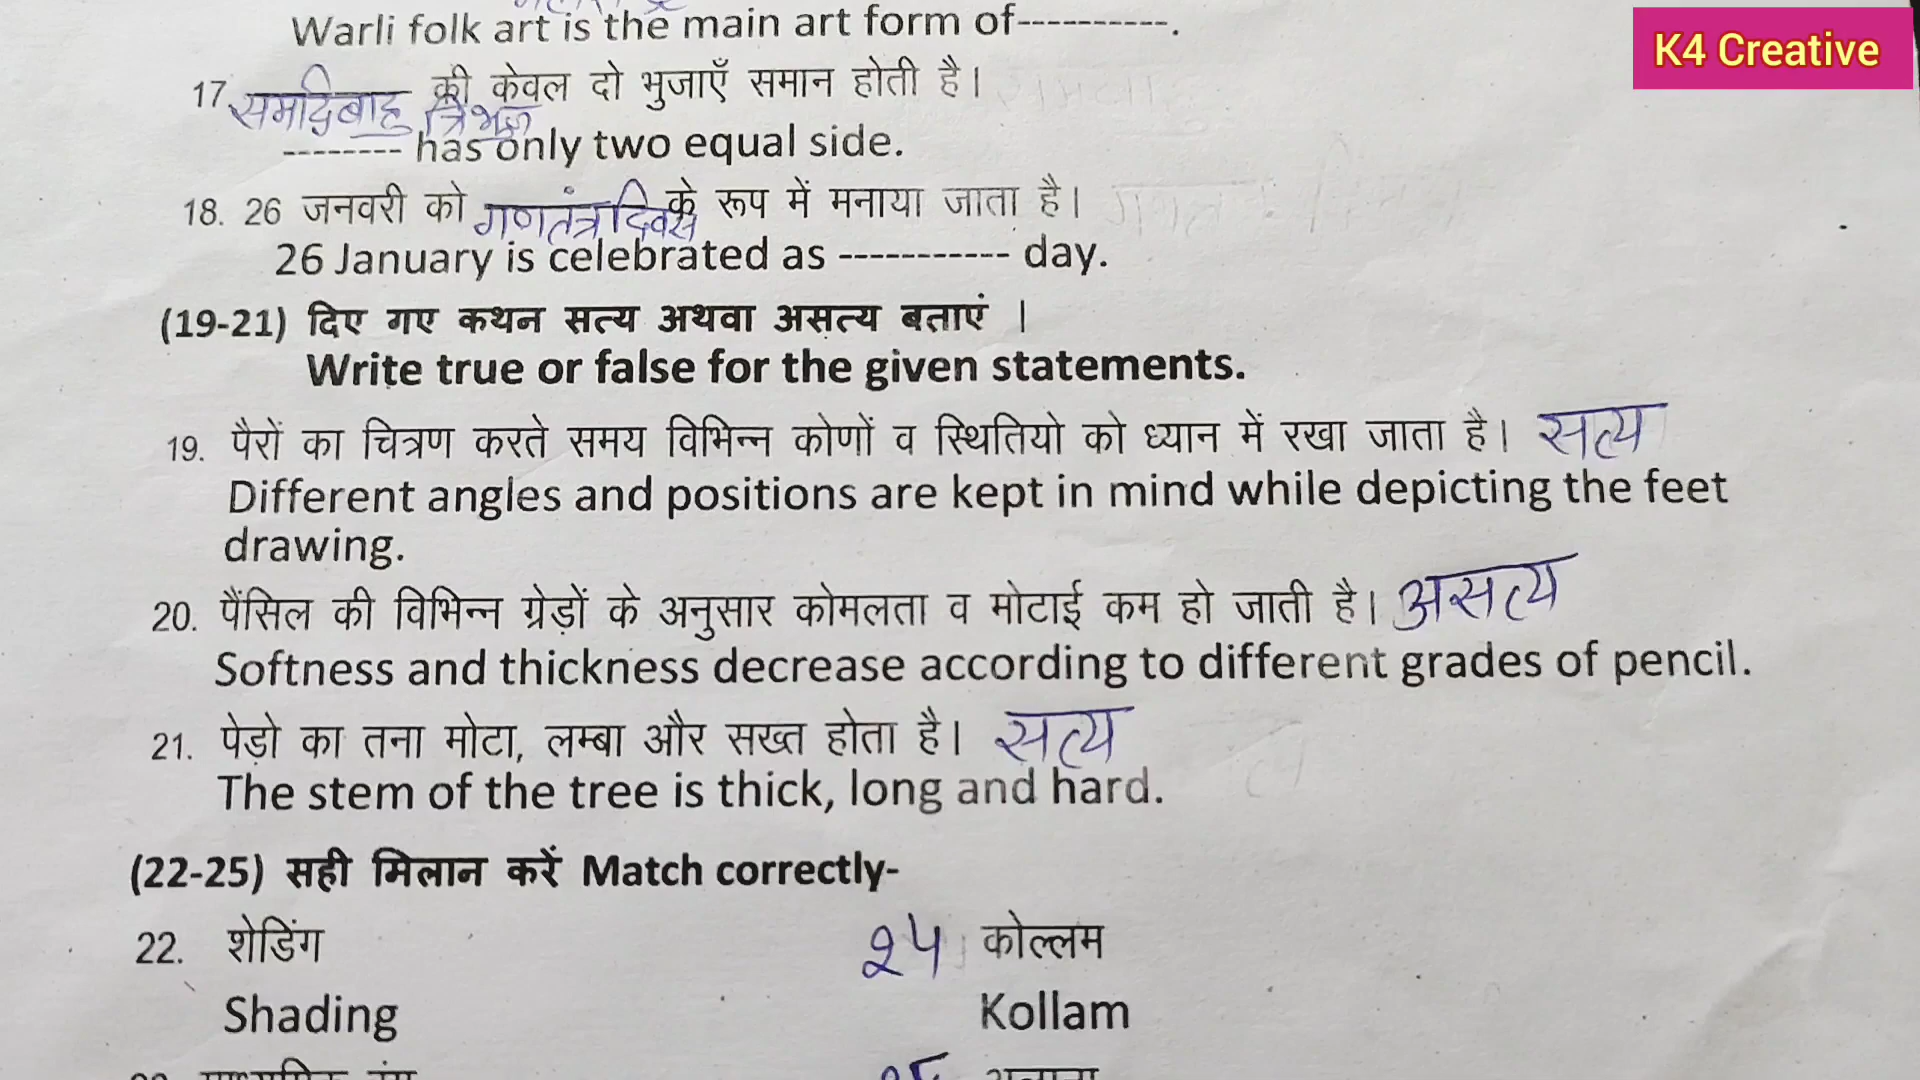 K4 Creative
Warli folk art is the main art form of----------.
17. समद्विबाहु त्रिभुज की केवल दो भुजाएँ समान होती है।
-------- has only two equal side.
18. 26 जनवरी को गणतंत्र दिवस के रूप में मनाया जाता है।
26 January is celebrated as ----------- day.
(19-21) दिए गए कथन सत्य अथवा असत्य बताएं |
Write true or false for the given statements.
19. पैरों का चित्रण करते समय विभिन्न कोणों व स्थितियो को ध्यान में रखा जाता है। सत्य
Different angles and positions are kept in mind while depicting the feet
drawing.
20. पैंसिल की विभिन्न ग्रेड़ों के अनुसार कोमलता व मोटाई कम हो जाती है। असत्य
Softness and thickness decrease according to different grades of pencil.
21. पेड़ो का तना मोटा, लम्बा और सख्त होता है। सत्य
The stem of the tree is thick, long and hard.
(22-25) सही मिलान करें Match correctly-
22. शेडिंग २५ कोल्लम
Shading Kollam